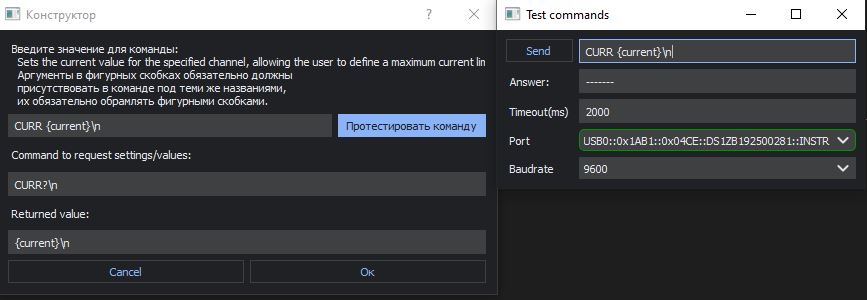 Конструктор
Введите значение для команды:
Sets the current value for the specified channel, allowing the user to define a maximum current lim
Аргументы в фигурных скобках обязательно должны
присутствовать в команде под теми же названиями,
их обязательно обрамлять фигурными скобками.
CURR {current}\n
Протестировать команду
Command to request settings/values:
CURR?\n
Returned value:
{current}\n
Cancel
Ок
Test commands
Send
CURR {current}\n
Answer:
-------
Timeout(ms)
2000
Port
USB0::0x1AB1::0x04CE::DS1ZB192500281::INSTR
Baudrate
9600